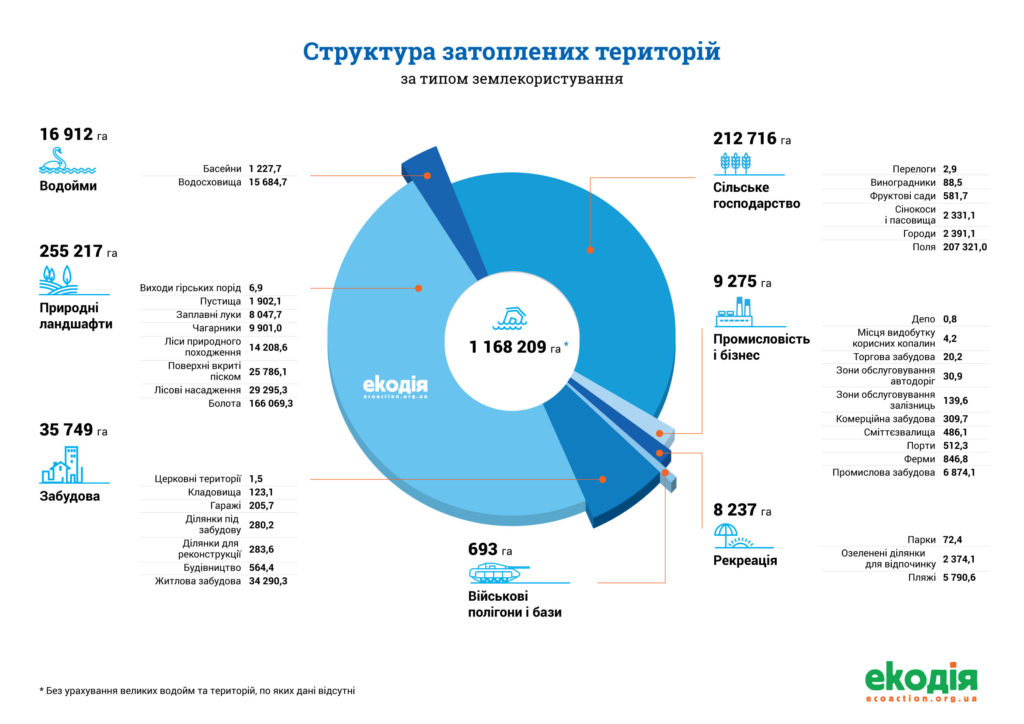 Структура затоплених територій
за типом землекористування
16 912 га
Водойми
Басейни 1 227,7
Водосховища 15 684,7
255 217 га
Природні
ландшафти
Виходи гірських порід 6,9
Пустища 1 902,1
Заплавні луки 8 047,7
Чагарники 9 901,0
Ліси природного
походження 14 208,6
Поверхні вкриті
піском 25 786,1
Лісові насадження 29 295,3
Болота 166 069,3
35 749 га
Забудова
Церковні території 1,5
Кладовища 123,1
Гаражі 205,7
Ділянки під
забудову 280,2
Ділянки для
реконструкції 283,6
Будівництво 564,4
Житлова забудова 34 290,3
1 168 209 га *
екодія
ecoaction.org.ua
693 га
Військові
полігони і бази
212 716 га
Сільське
господарство
Перелоги 2,9
Виноградники 88,5
Фруктові сади 581,7
Сінокоси
і пасовища 2 331,1
Городи 2 391,1
Поля 207 321,0
9 275 га
Промисловість
і бізнес
Депо 0,8
Місця видобутку
корисних копалин 4,2
Торгова забудова 20,2
Зони обслуговування
автодоріг 30,9
Зони обслуговування
залізниць 139,6
Комерційна забудова 309,7
Сміттєзвалища 486,1
Порти 512,3
Ферми 846,8
Промислова забудова 6 874,1
8 237 га
Рекреація
Парки 72,4
Озеленені ділянки
для відпочинку 2 374,1
Пляжі 5 790,6
* Без урахування великих водойм та територій, по яких дані відсутні
екодія
ecoaction.org.ua